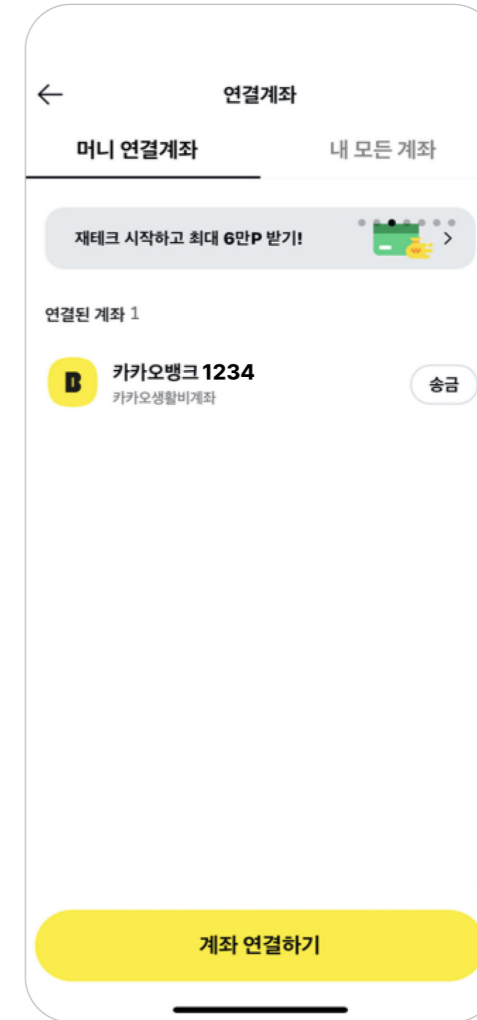 연결계좌
머니 연결계좌 내 모든 계좌
재테크 시작하고 최대 6만P 받기!
연결된 계좌 1
카카오뱅크 1234
카카오생활비계좌
송금
계좌 연결하기